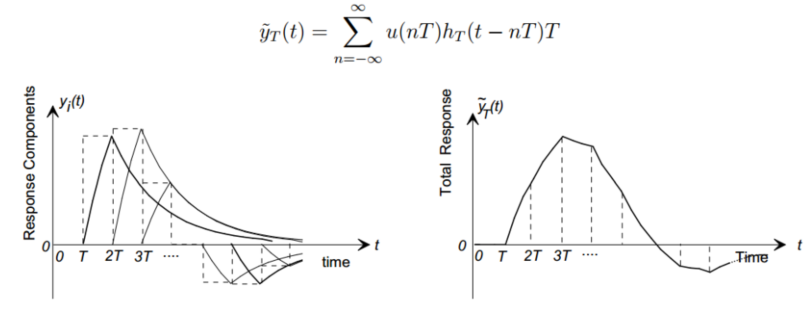 ỹ_T(t) = ∑_{n=-∞}^{∞} u(nT)h_T(t − nT)T
Response Components
y_i(t)
0
0 T 2T 3T ....
t
time
Total Response
ỹ_T(t)
0
0 T 2T 3T ....
Time
t